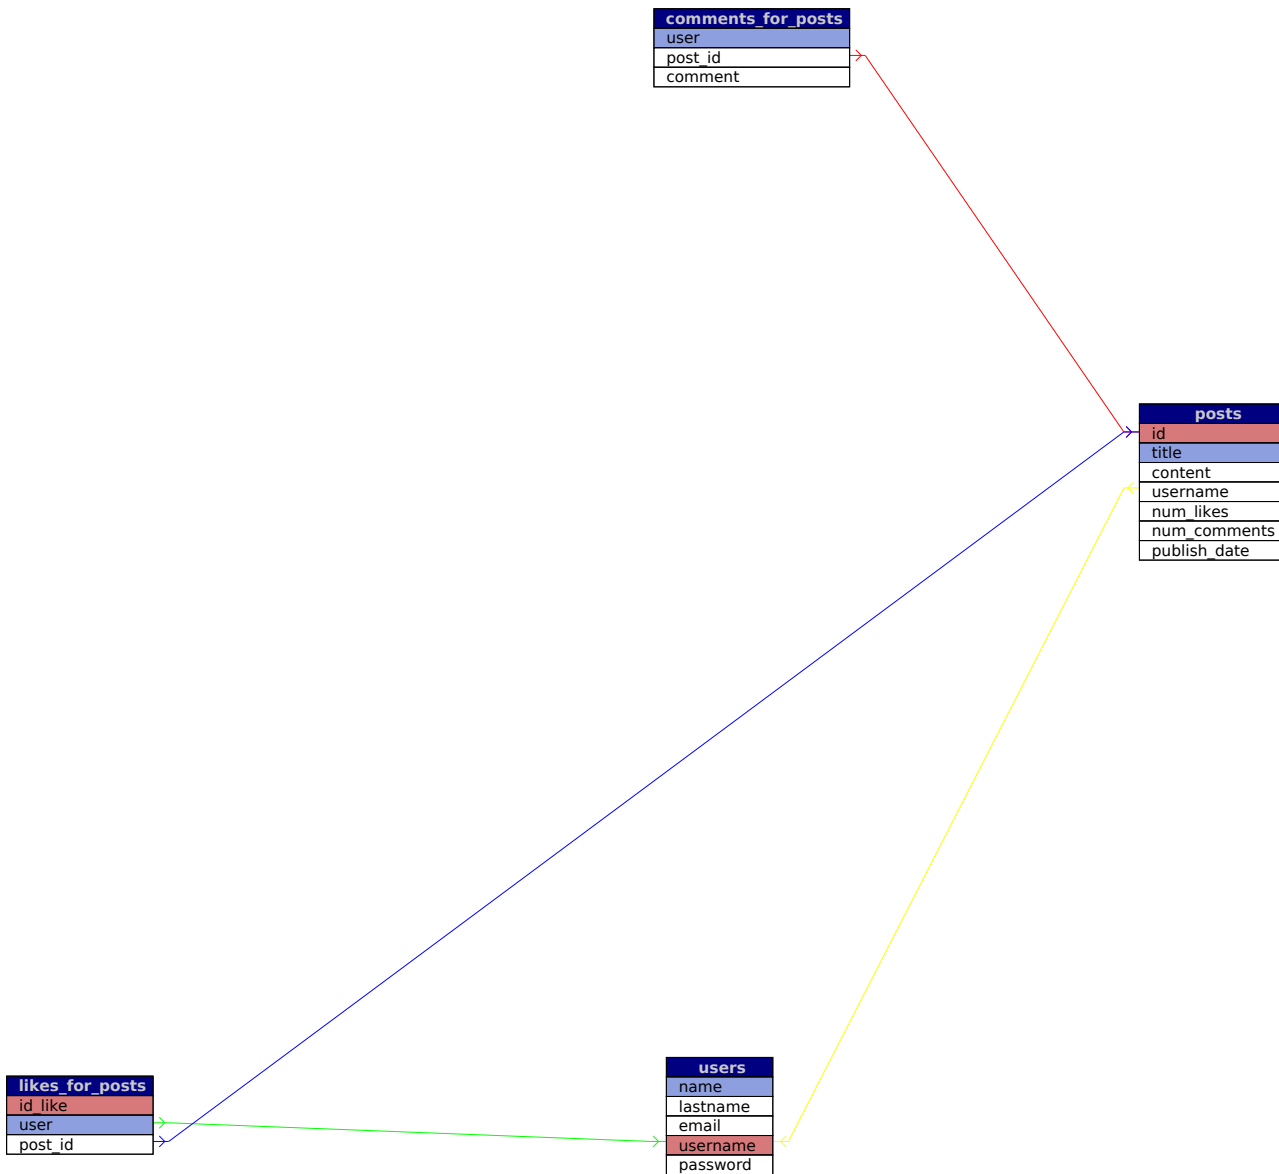 comments_for_posts
user
post_id
comment
posts
id
title
content
username
num_likes
num_comments
publish_date
likes_for_posts
id_like
user
post_id
users
name
lastname
email
username
password